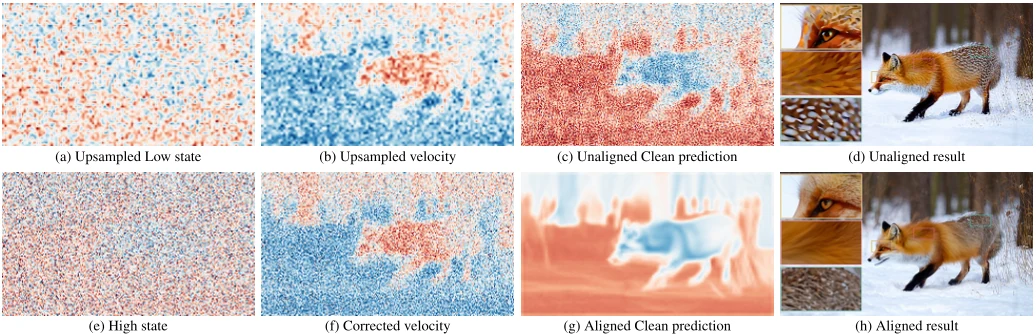 (a) Upsampled Low state
(b) Upsampled velocity
(c) Unaligned Clean prediction
(d) Unaligned result
(e) High state
(f) Corrected velocity
(g) Aligned Clean prediction
(h) Aligned result